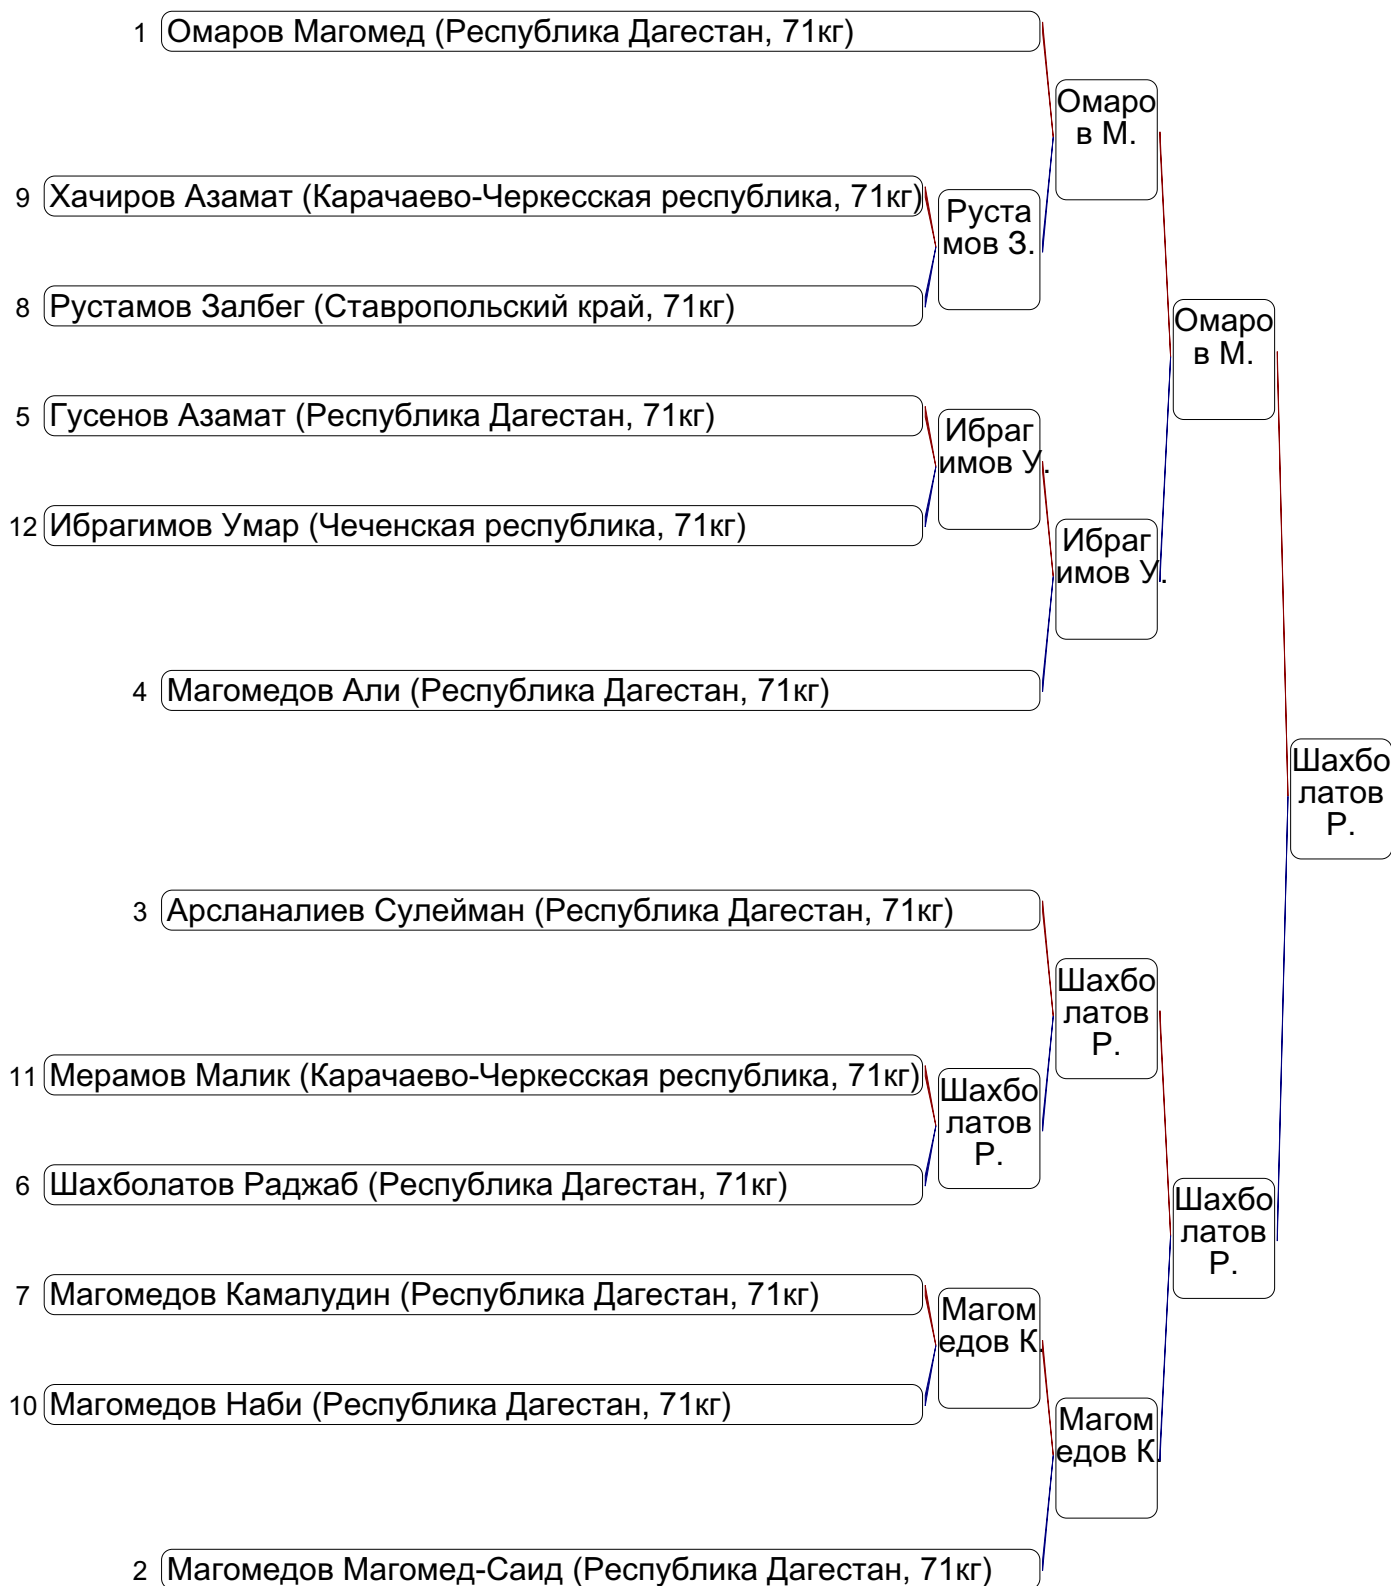 1 Омаров Магомед (Республика Дагестан, 71кг)
Омаро
в М.
9 Хачиров Азамат (Карачаево-Черкесская республика, 71кг)
Руста
мов З.
8 Рустамов Залбег (Ставропольский край, 71кг)
Омаро
в М.
5 Гусенов Азамат (Республика Дагестан, 71кг)
Ибраг
имов У.
12 Ибрагимов Умар (Чеченская республика, 71кг)
Ибраг
имов У.
4 Магомедов Али (Республика Дагестан, 71кг)
Шахбо
латов
Р.
3 Арсланалиев Сулейман (Республика Дагестан, 71кг)
Шахбо
латов
Р.
11 Мерамов Малик (Карачаево-Черкесская республика, 71кг)
Шахбо
латов
Р.
6 Шахболатов Раджаб (Республика Дагестан, 71кг)
Шахбо
латов
Р.
7 Магомедов Камалудин (Республика Дагестан, 71кг)
Магом
едов К.
10 Магомедов Наби (Республика Дагестан, 71кг)
Магом
едов К.
2 Магомедов Магомед-Саид (Республика Дагестан, 71кг)